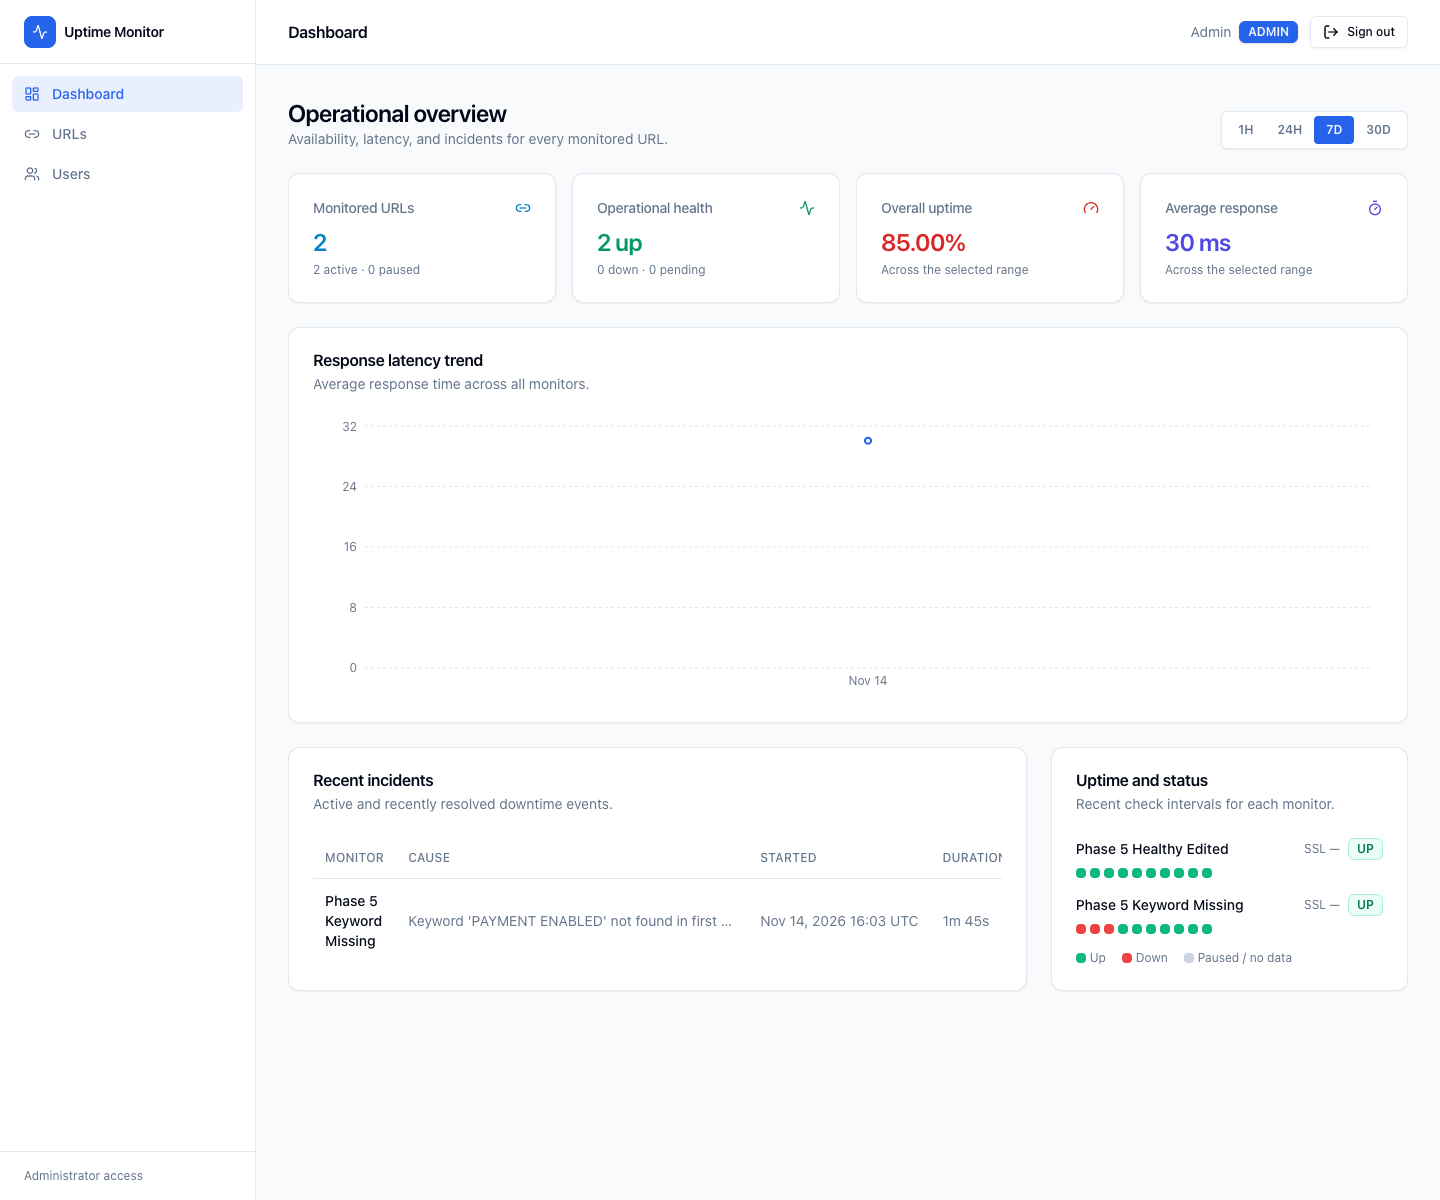 Uptime Monitor
Dashboard
URLs
Users
Administrator access
Dashboard
Admin ADMIN Sign out
Operational overview
Availability, latency, and incidents for every monitored URL.
1H 24H 7D 30D
Monitored URLs
2
2 active · 0 paused
Operational health
2 up
0 down · 0 pending
Overall uptime
85.00%
Across the selected range
Average response
30 ms
Across the selected range
Response latency trend
Average response time across all monitors.
32
24
16
8
0
Nov 14
Recent incidents
Active and recently resolved downtime events.
MONITOR CAUSE STARTED DURATION
Phase 5
Keyword
Missing
Keyword 'PAYMENT ENABLED' not found in first ... Nov 14, 2026 16:03 UTC 1m 45s
Uptime and status
Recent check intervals for each monitor.
Phase 5 Healthy Edited SSL — UP
Phase 5 Keyword Missing SSL — UP
Up Down Paused / no data